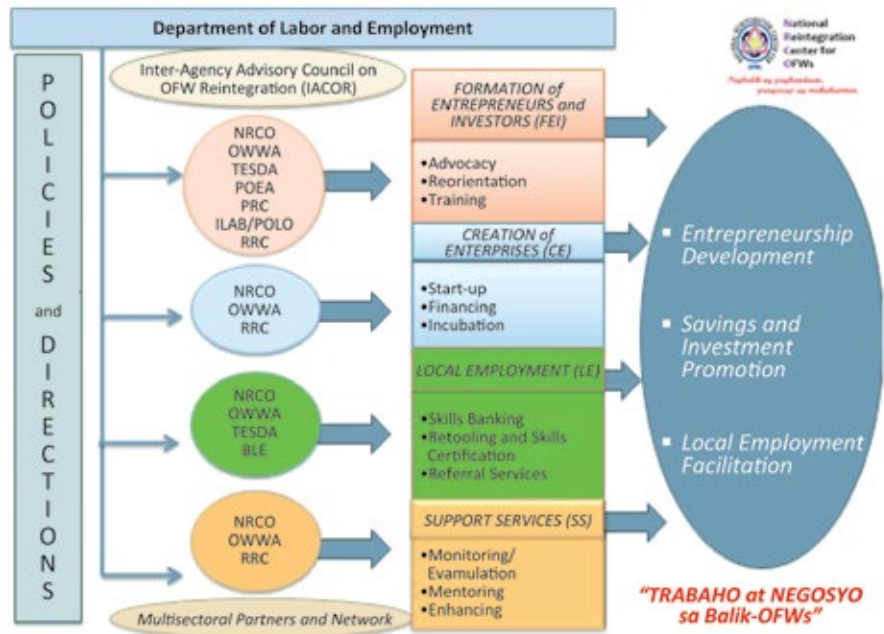 Department of Labor and Employment
National
Reintegration
Center for
OFWs
POLICIES
and
DIRECTIONS
Inter-Agency Advisory Council on
OFW Reintegration (IACOR)
NRCO
OWWA
TESDA
POEA
PRC
ILAB/POLO
RRC
FORMATION of
ENTREPRENEURS and
INVESTORS (FEI)
•Advocacy
•Reorientation
•Training
CREATION of
ENTERPRISES (CE)
NRCO
OWWA
RRC
•Start-up
•Financing
•Incubation
LOCAL EMPLOYMENT (LE)
NRCO
OWWA
TESDA
BLE
•Skills Banking
•Retooling and Skills
Certification
•Referral Services
SUPPORT SERVICES (SS)
NRCO
OWWA
RRC
•Monitoring/
Evamulation
•Mentoring
•Enhancing
Multisectoral Partners and Network
▪ Entrepreneurship
Development
▪ Savings and
Investment
Promotion
▪ Local Employment
Facilitation
"TRABAHO at NEGOSYO
sa Balik-OFWs"